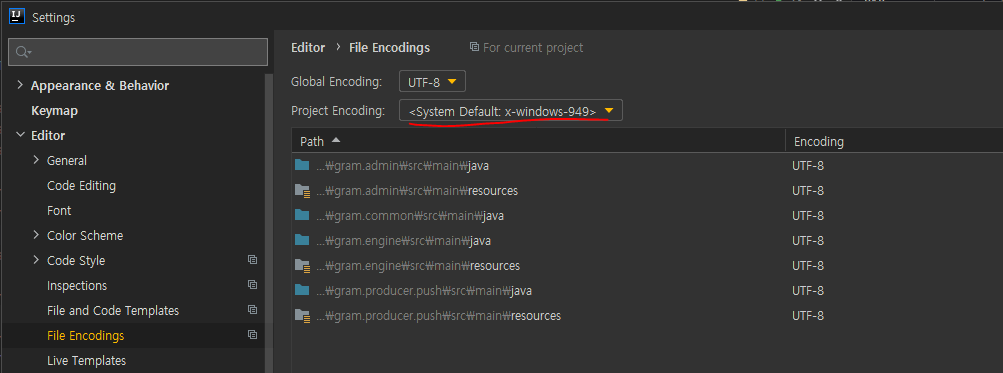 IJ Settings
Editor › File Encodings For current project
Global Encoding: UTF-8
Project Encoding: <System Default: x-windows-949>
Path Encoding
...₩gram.admin₩src₩main₩java UTF-8
...₩gram.admin₩src₩main₩resources UTF-8
...₩gram.common₩src₩main₩java UTF-8
...₩gram.engine₩src₩main₩java UTF-8
...₩gram.engine₩src₩main₩resources UTF-8
...₩gram.producer.push₩src₩main₩java UTF-8
...₩gram.producer.push₩src₩main₩resources UTF-8
Appearance & Behavior
Keymap
Editor
General
Code Editing
Font
Color Scheme
Code Style
Inspections
File and Code Templates
File Encodings
Live Templates